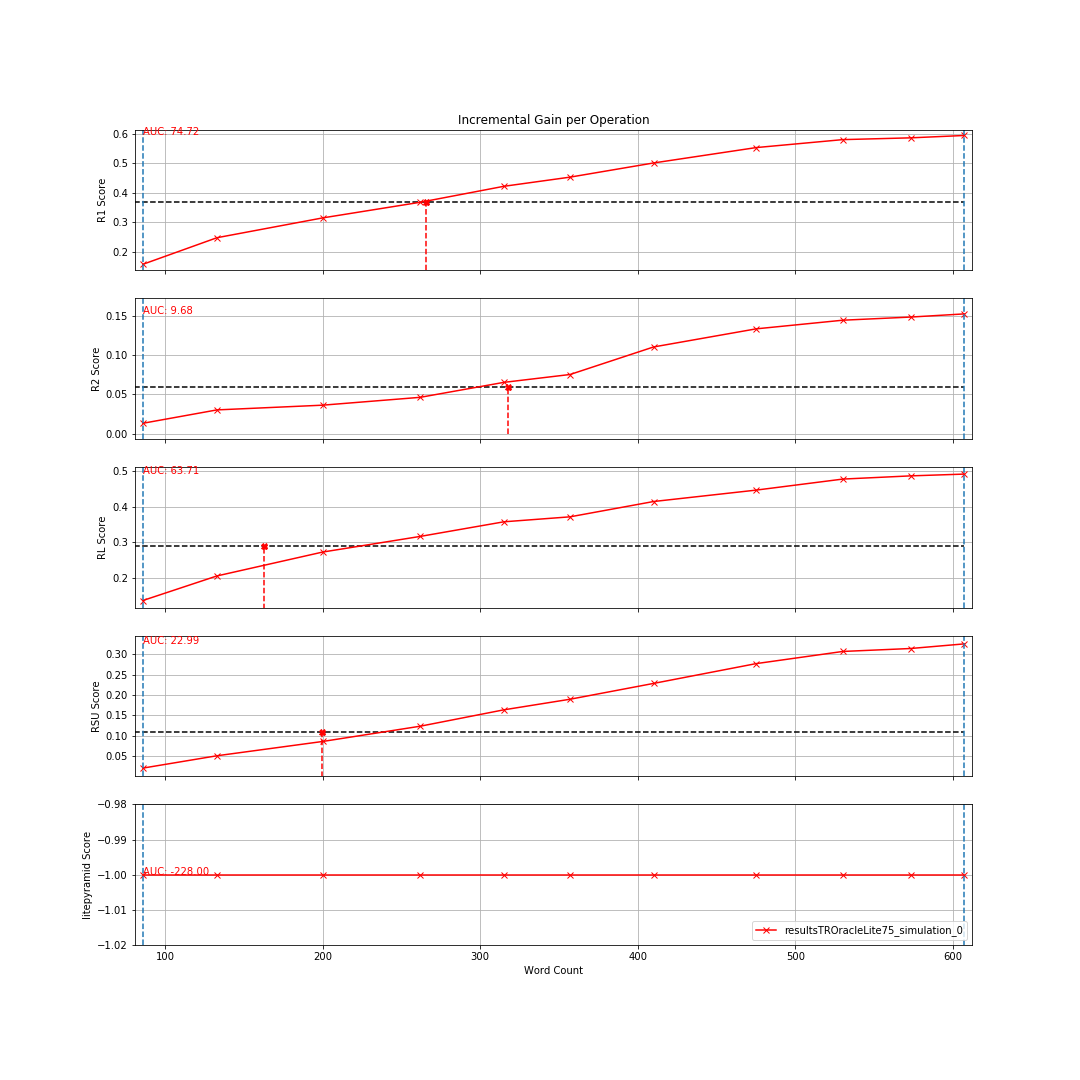 Incremental Gain per Operation
AUC: 74.72
0.6
0.5
0.4
0.3
0.2
R1 Score
AUC: 9.68
0.15
0.10
0.05
0.00
R2 Score
AUC: 63.71
0.5
0.4
0.3
0.2
RL Score
AUC: 22.99
0.30
0.25
0.20
0.15
0.10
0.05
RSU Score
−0.98
−0.99
−1.00
−1.01
−1.02
litepyramid Score
AUC: -228.00
resultsTROracleLite75_simulation_0
100 200 300 400 500 600
Word Count